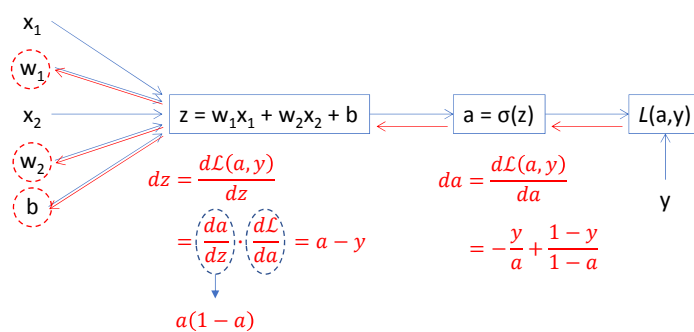 x₁
w₁
x₂
w₂
b
z = w₁x₁ + w₂x₂ + b
a = σ(z)
L(a,y)
y
dz = dℒ(a, y)/dz
= da/dz · dℒ/da = a − y
a(1 − a)
da = dℒ(a, y)/da
= −y/a + (1 − y)/(1 − a)